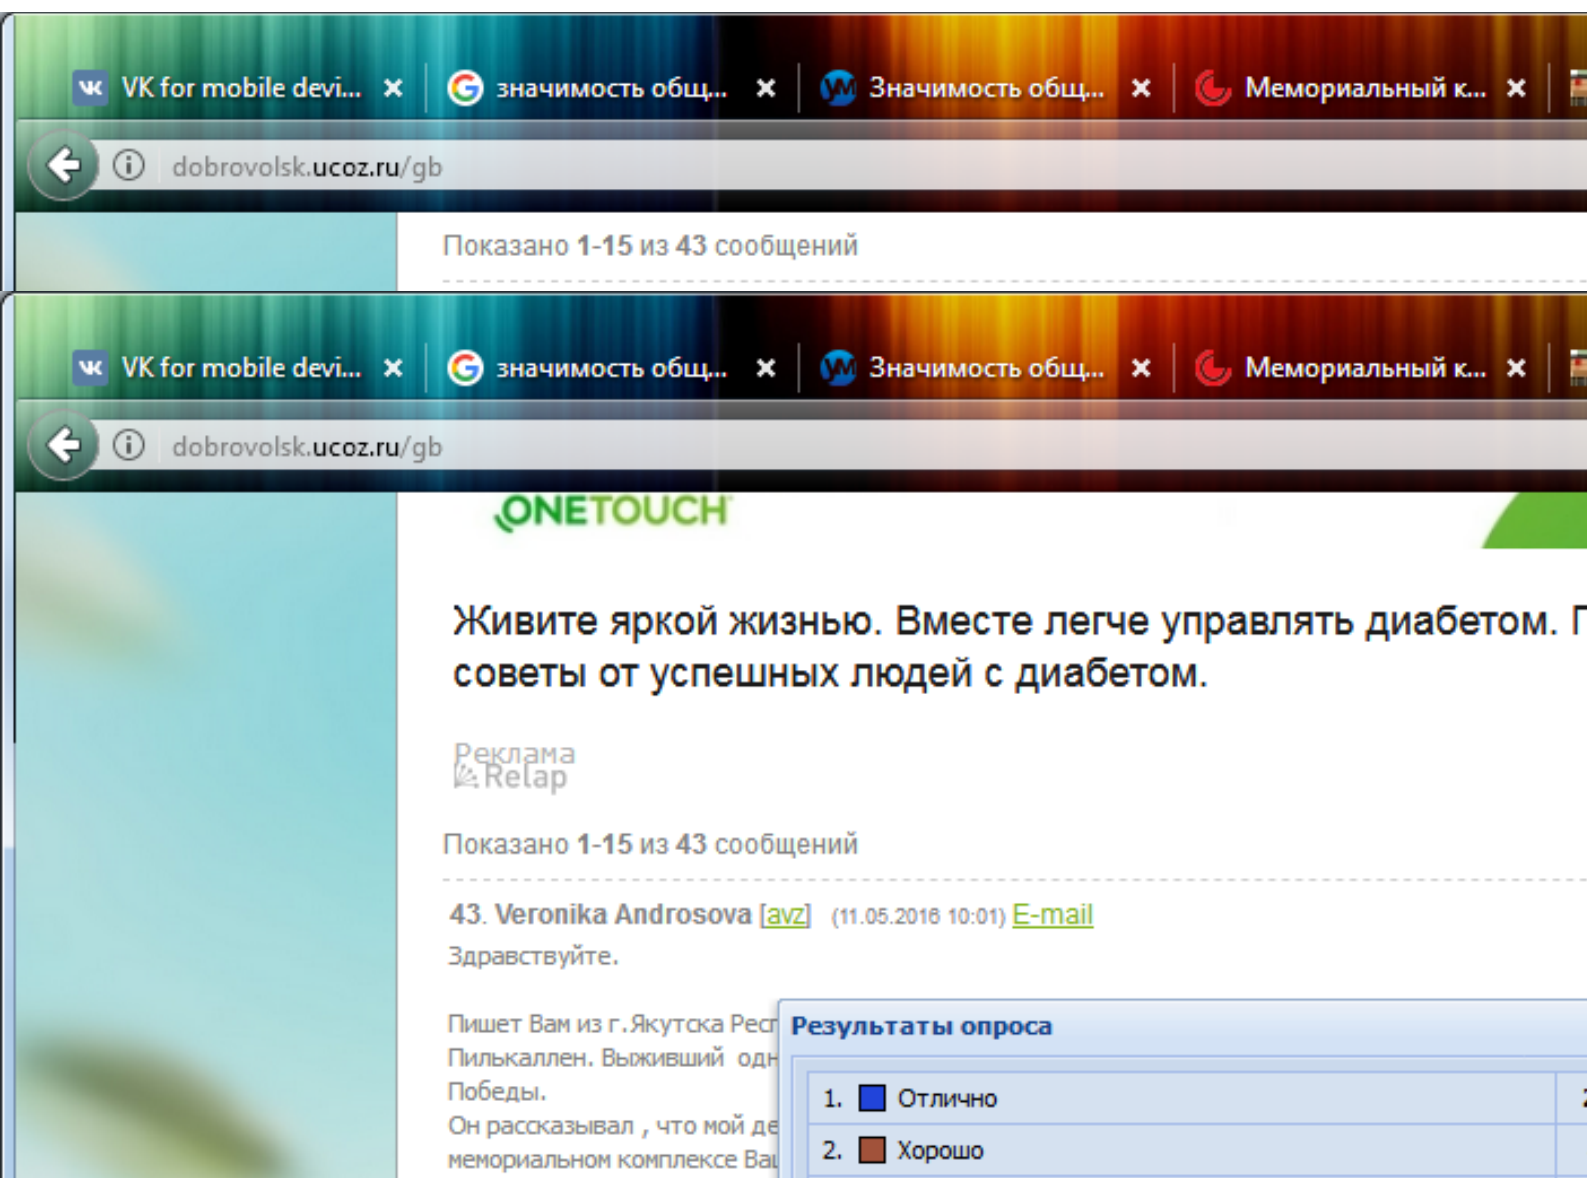 VK for mobile devi... значимость общ... Значимость общ... Мемориальный к...
dobrovolsk.ucoz.ru/gb
Показано 1-15 из 43 сообщений
VK for mobile devi... значимость общ... Значимость общ... Мемориальный к...
dobrovolsk.ucoz.ru/gb
ONETOUCH
Живите яркой жизнью. Вместе легче управлять диабетом.
советы от успешных людей с диабетом.
Реклама
Relap
Показано 1-15 из 43 сообщений
43. Veronika Androsova [avz] (11.05.2016 10:01) E-mail
Здравствуйте.
Пишет Вам из г.Якутска Рес
Результаты опроса
Пилькаллен. Выживший одн
Победы.
1. Отлично
Он рассказывал , что мой де
2. Хорошо
мемориальном комплексе Ва